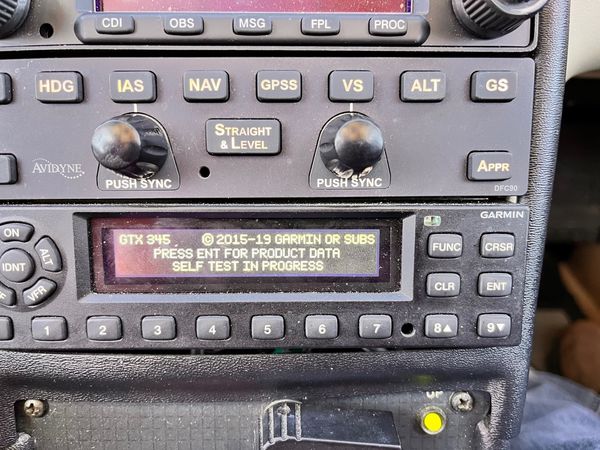 CDI OBS MSG FPL PROC
HDG IAS NAV GPSS VS ALT GS
STRAIGHT & LEVEL
AVIDYNE
PUSH SYNC PUSH SYNC
APPR
DFC90
GARMIN
ON
ALT
IDNT
VFR
GTX 345 © 2015-19 GARMIN OR SUBS
PRESS ENT FOR PRODUCT DATA
SELF TEST IN PROGRESS
FUNC CRSR
CLR ENT
1 2 3 4 5 6 7 8▲ 9▼
UP